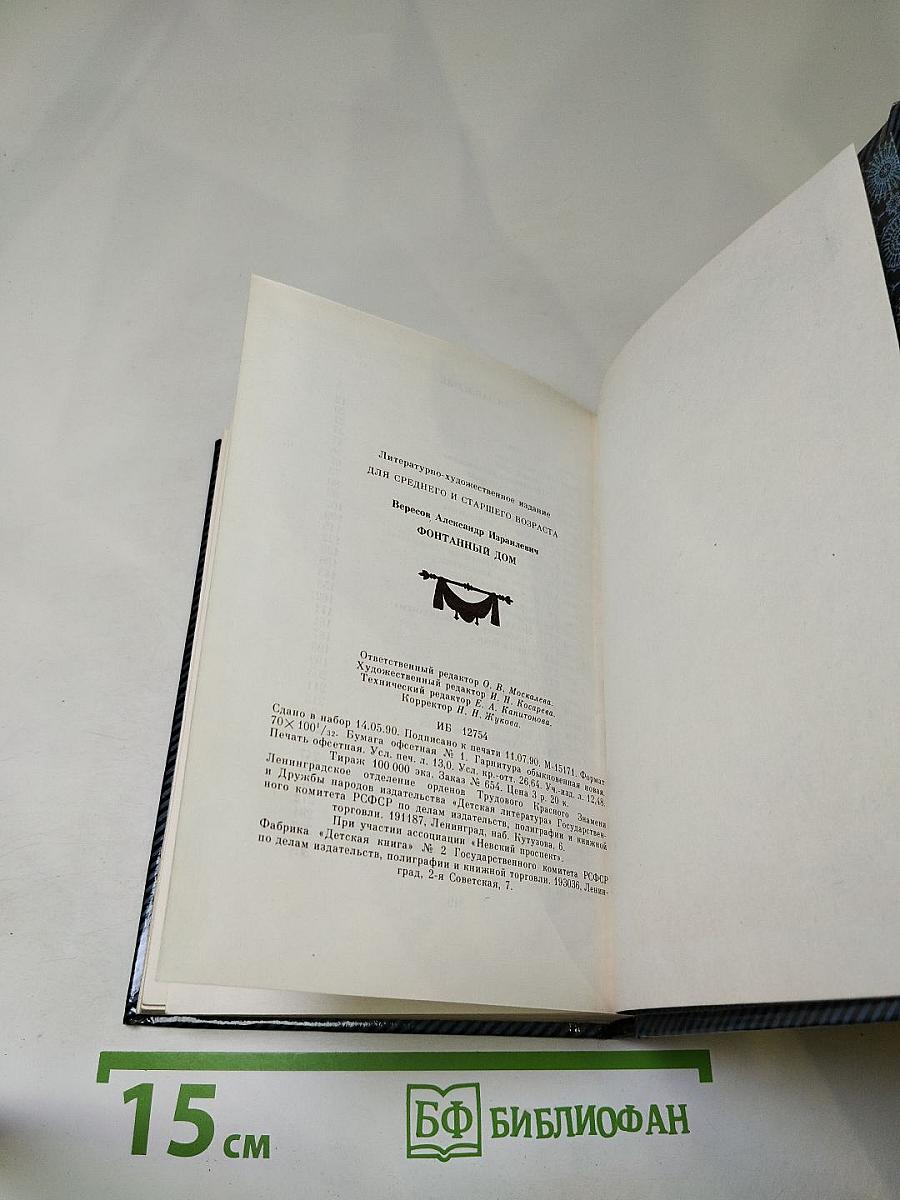 Литературно-художественное издание
ДЛЯ СРЕДНЕГО И СТАРШЕГО ВОЗРАСТА
Вересов Александр Израилевич
ФОНТАННЫЙ ДОМ
Ответственный редактор О. В. Москалева.
Художественный редактор И. Н. Косарева.
Технический редактор Е. А. Капитонова.
Корректор Н. Н. Жукова.
ИБ 12754
Сдано в набор 14.05.90. Подписано к печати 11.07.90. М-15171. Формат
70×100¹/₃₂. Бумага офсетная № 1. Гарнитура обыкновенная новая.
Печать офсетная. Усл. печ. л. 13,0. Усл. кр.-отт. 26,64. Уч.-изд. л. 12,48.
Тираж 100 000 экз. Заказ № 654. Цена 3 р. 20 к.
Ленинградское отделение орденов Трудового Красного Знамени
и Дружбы народов издательства «Детская литература» Государствен-
ного комитета РСФСР по делам издательств, полиграфии и книжной
торговли. 191187, Ленинград, наб. Кутузова, 6.
При участии ассоциации «Невский проспект».
Фабрика «Детская книга» № 2 Государственного комитета РСФСР
по делам издательств, полиграфии и книжной торговли. 193036, Ленин-
град, 2-я Советская, 7.
15 см
БФ БИБЛИОФАН